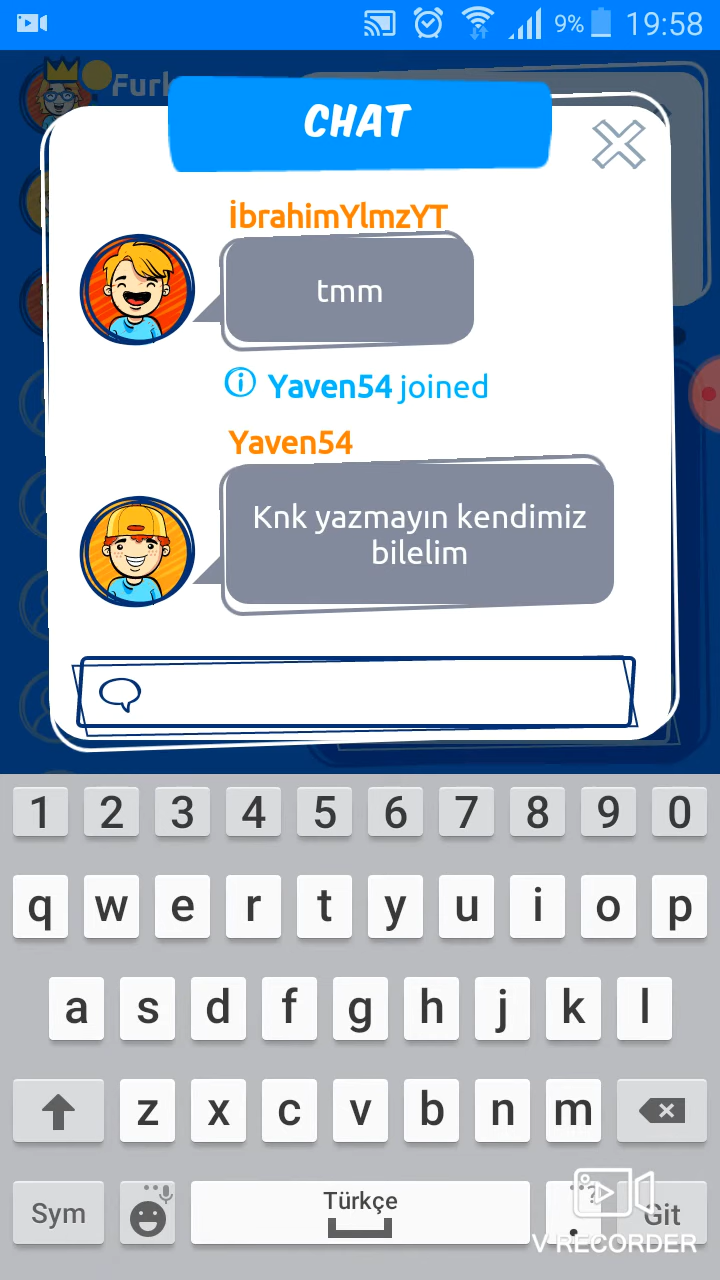 9% 19:58
Furk
CHAT
İbrahimYlmzYT
tmm
Yaven54 joined
Yaven54
Knk yazmayın kendimiz
bilelim
1 2 3 4 5 6 7 8 9 0
q w e r t y u i o p
a s d f g h j k l
z x c v b n m
Sym Türkçe . ? Git
V RECORDER